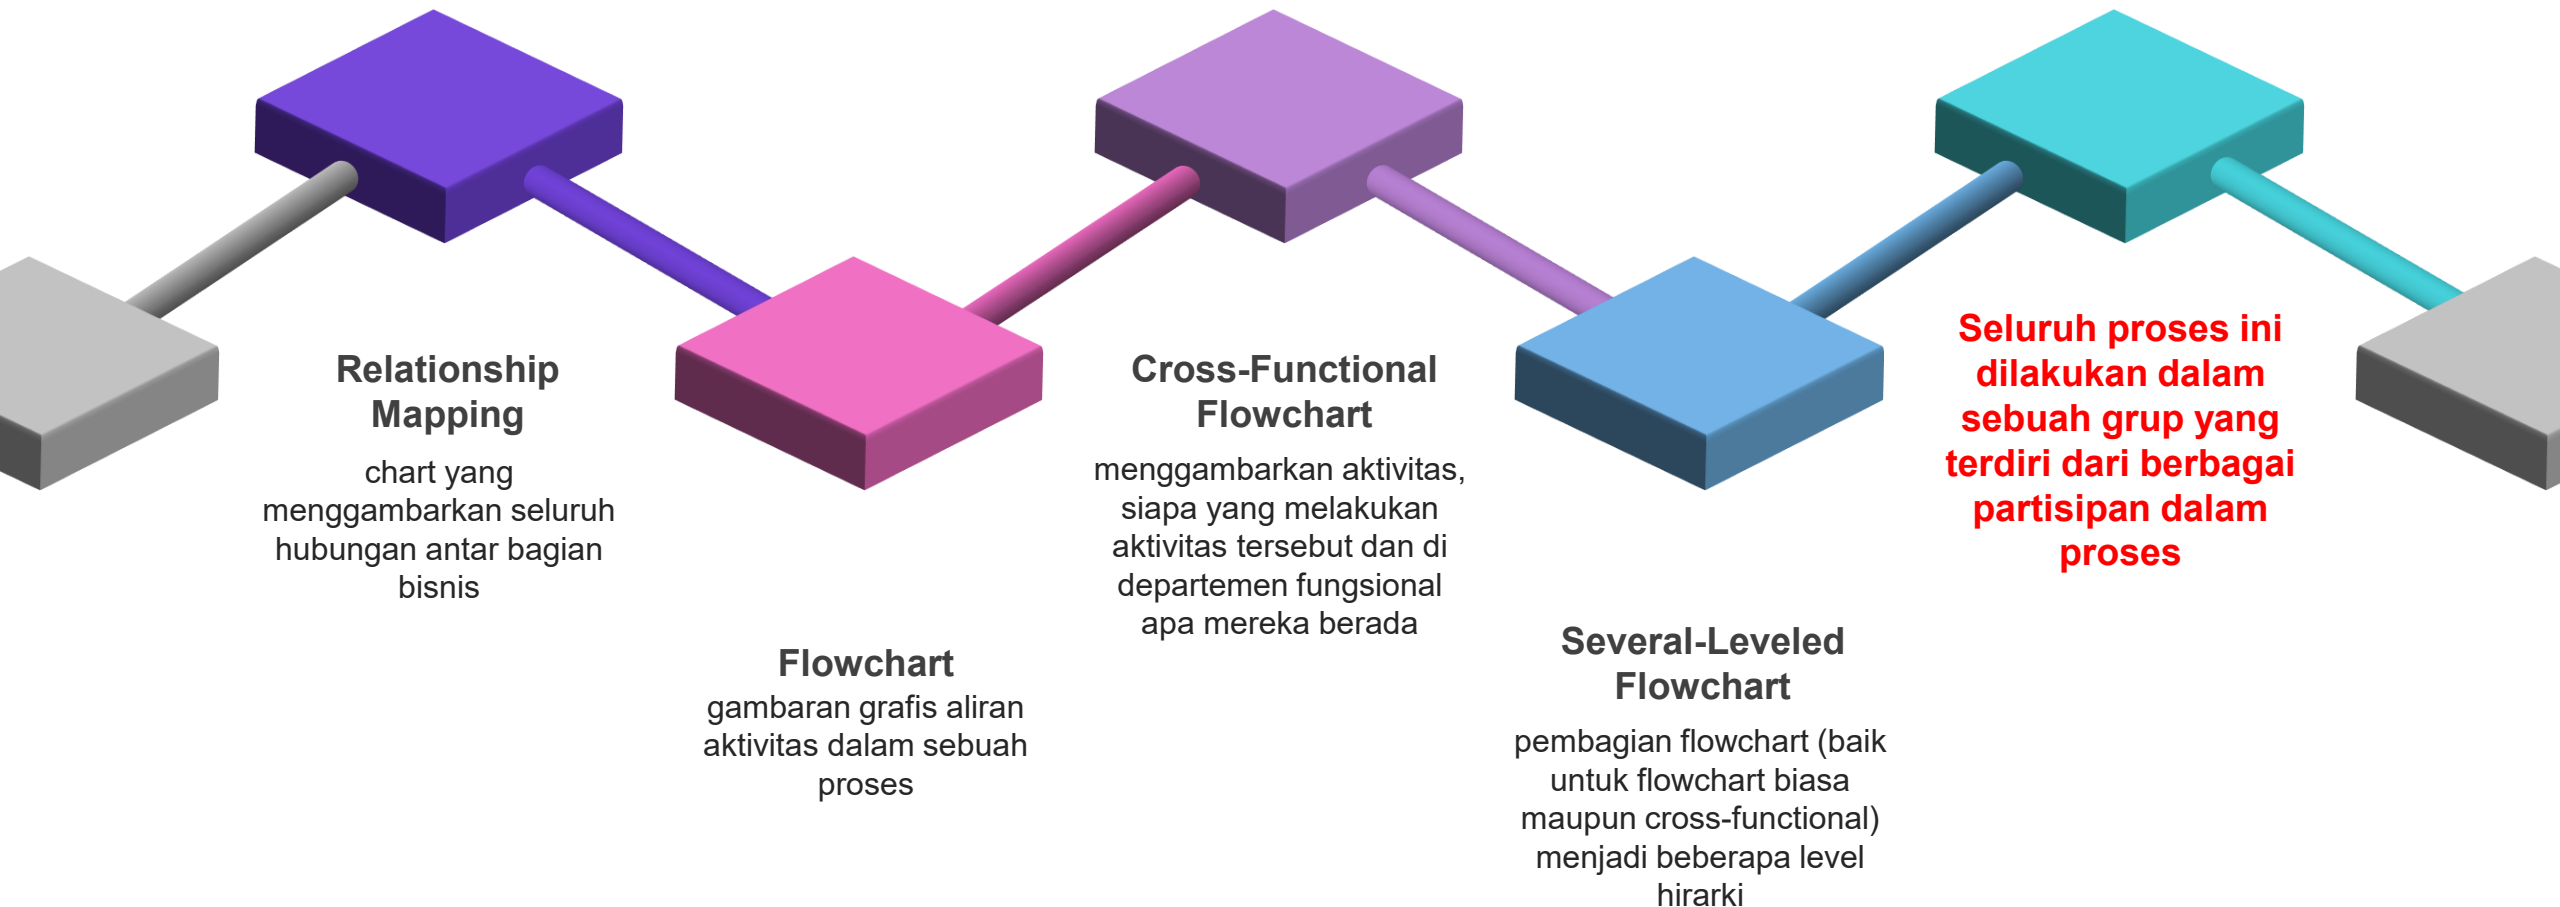 Relationship
Mapping
chart yang
menggambarkan seluruh
hubungan antar bagian
bisnis
Flowchart
gambaran grafis aliran
aktivitas dalam sebuah
proses
Cross-Functional
Flowchart
menggambarkan aktivitas,
siapa yang melakukan
aktivitas tersebut dan di
departemen fungsional
apa mereka berada
Several-Leveled
Flowchart
pembagian flowchart (baik
untuk flowchart biasa
maupun cross-functional)
menjadi beberapa level
hirarki
Seluruh proses ini
dilakukan dalam
sebuah grup yang
terdiri dari berbagai
partisipan dalam
proses